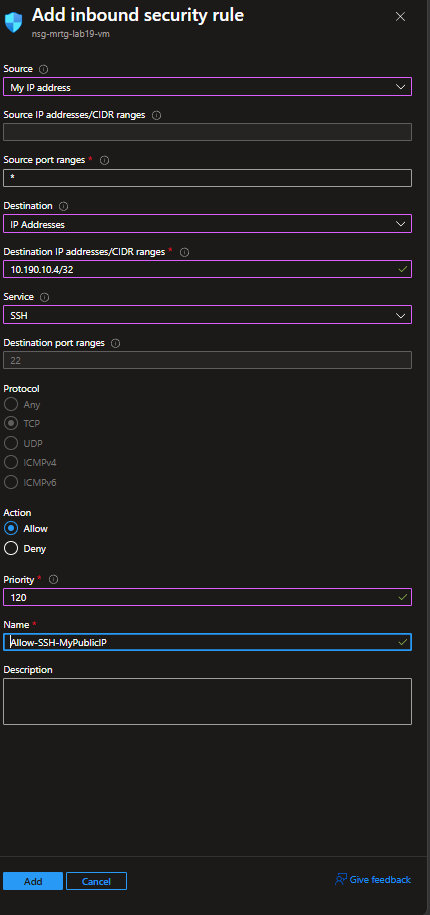 Add inbound security rule
nsg-mrtg-lab19-vm
Source
My IP address
Source IP addresses/CIDR ranges
Source port ranges *
*
Destination
IP Addresses
Destination IP addresses/CIDR ranges *
10.190.10.4/32
Service
SSH
Destination port ranges
22
Protocol
Any
TCP
UDP
ICMPv4
ICMPv6
Action
Allow
Deny
Priority *
120
Name *
Allow-SSH-MyPublicIP
Description
Add
Cancel
Give feedback